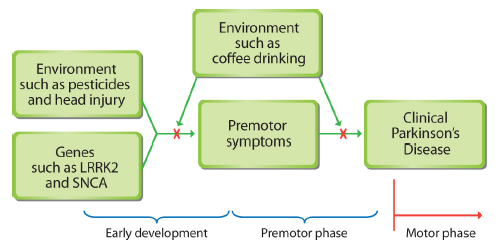 Environment
such as
coffee drinking
Environment
such as pesticides
and head injury
Genes
such as LRRK2
and SNCA
Premotor
symptoms
Clinical
Parkinson's
Disease
Early development
Premotor phase
Motor phase